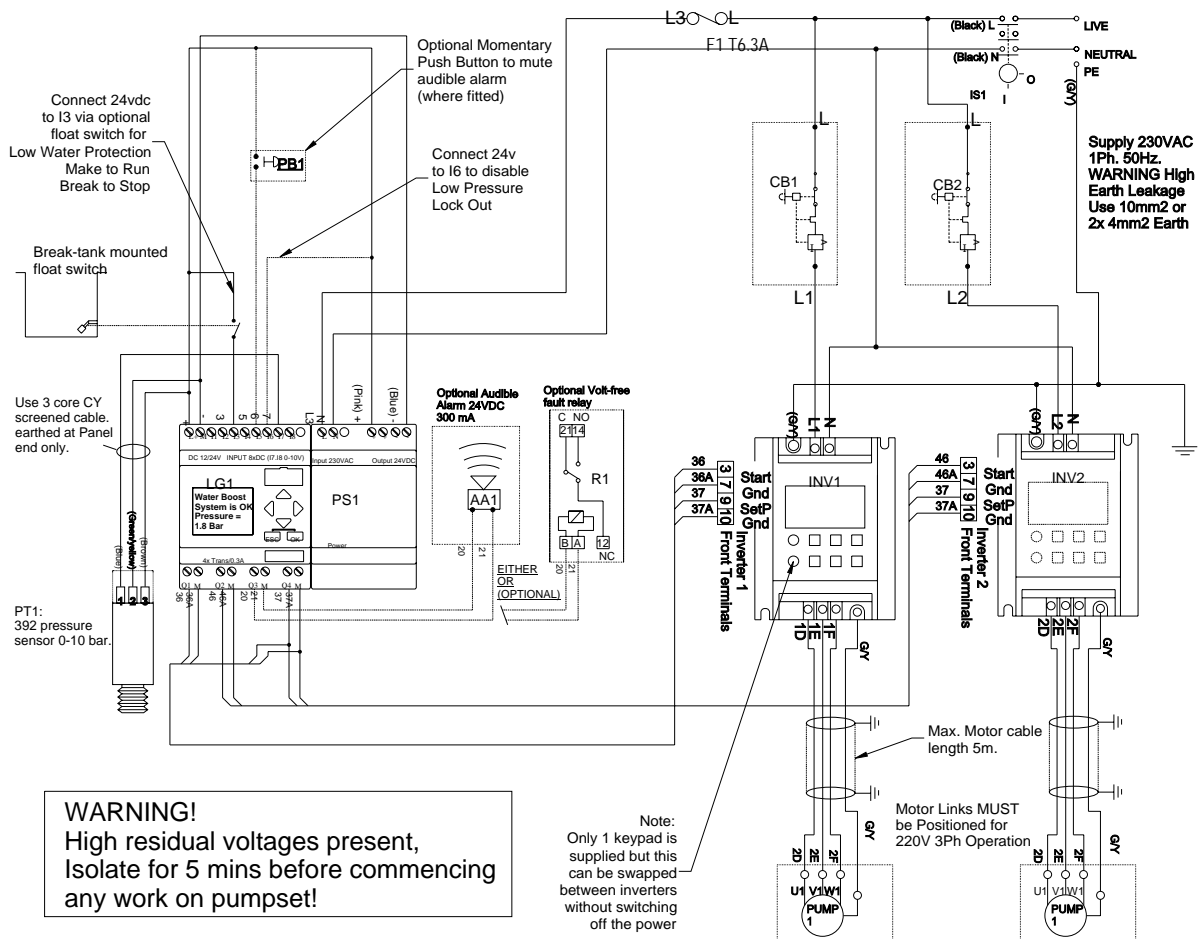 L3 L
F1 T6.3A
(Black) L
LIVE
(Black) N
NEUTRAL
PE
O
I
IS1
(G/Y)
Optional Momentary
Push Button to mute
audible alarm
(where fitted)
Connect 24vdc
to I3 via optional
float switch for
Low Water Protection
Make to Run
Break to Stop
PB1
Connect 24v
to I6 to disable
Low Pressure
Lock Out
L
L
CB1
CB2
L1
L2
Supply 230VAC
1Ph. 50Hz.
WARNING High
Earth Leakage
Use 10mm2 or
2x 4mm2 Earth
Break-tank mounted
float switch
Use 3 core CY
screened cable.
earthed at Panel
end only.
+ - 3 5 6 7
L3 N (Pink) + (Blue) -
DC 12/24V INPUT 8xDC (I7.I8 0-10V)
Input 230VAC Output 24VDC
LG1
Water Boost
System is OK
Pressure =
1.8 Bar
ESC OK
4x Trans/0.3A
PS1
Power
Q1 M Q2 M Q3 M Q4 M
36 36A 46 46A 20 21 37 37A
(Blue)
(Green/yellow)
(Brown)
1 2 3
PT1:
392 pressure
sensor 0-10 bar.
Optional Audible
Alarm 24VDC
300 mA
AA1
20 21
EITHER
OR
(OPTIONAL)
Optional Volt-free
fault relay
C NO
21 14
R1
B A 12
NC
20 21
36 3 Start
36A 7 Gnd
37 9 SetP
37A 10 Gnd
Inverter 1
Front Terminals
(G/Y) L1 N
INV1
1D 1E 1F G/Y
46 3 Start
46A 7 Gnd
37 9 SetP
37A 10 Gnd
Inverter 2
Front Terminals
(G/Y) L2 N
INV2
2D 2E 2F G/Y
Max. Motor cable
length 5m.
Motor Links MUST
be Positioned for
220V 3Ph Operation
Note:
Only 1 keypad is
supplied but this
can be swapped
between inverters
without switching
off the power
2D 2E 2F G/Y
U1 V1 W1
PUMP
1
2D 2E 2F G/Y
U1 V1 W1
PUMP
1
WARNING!
High residual voltages present,
Isolate for 5 mins before commencing
any work on pumpset!